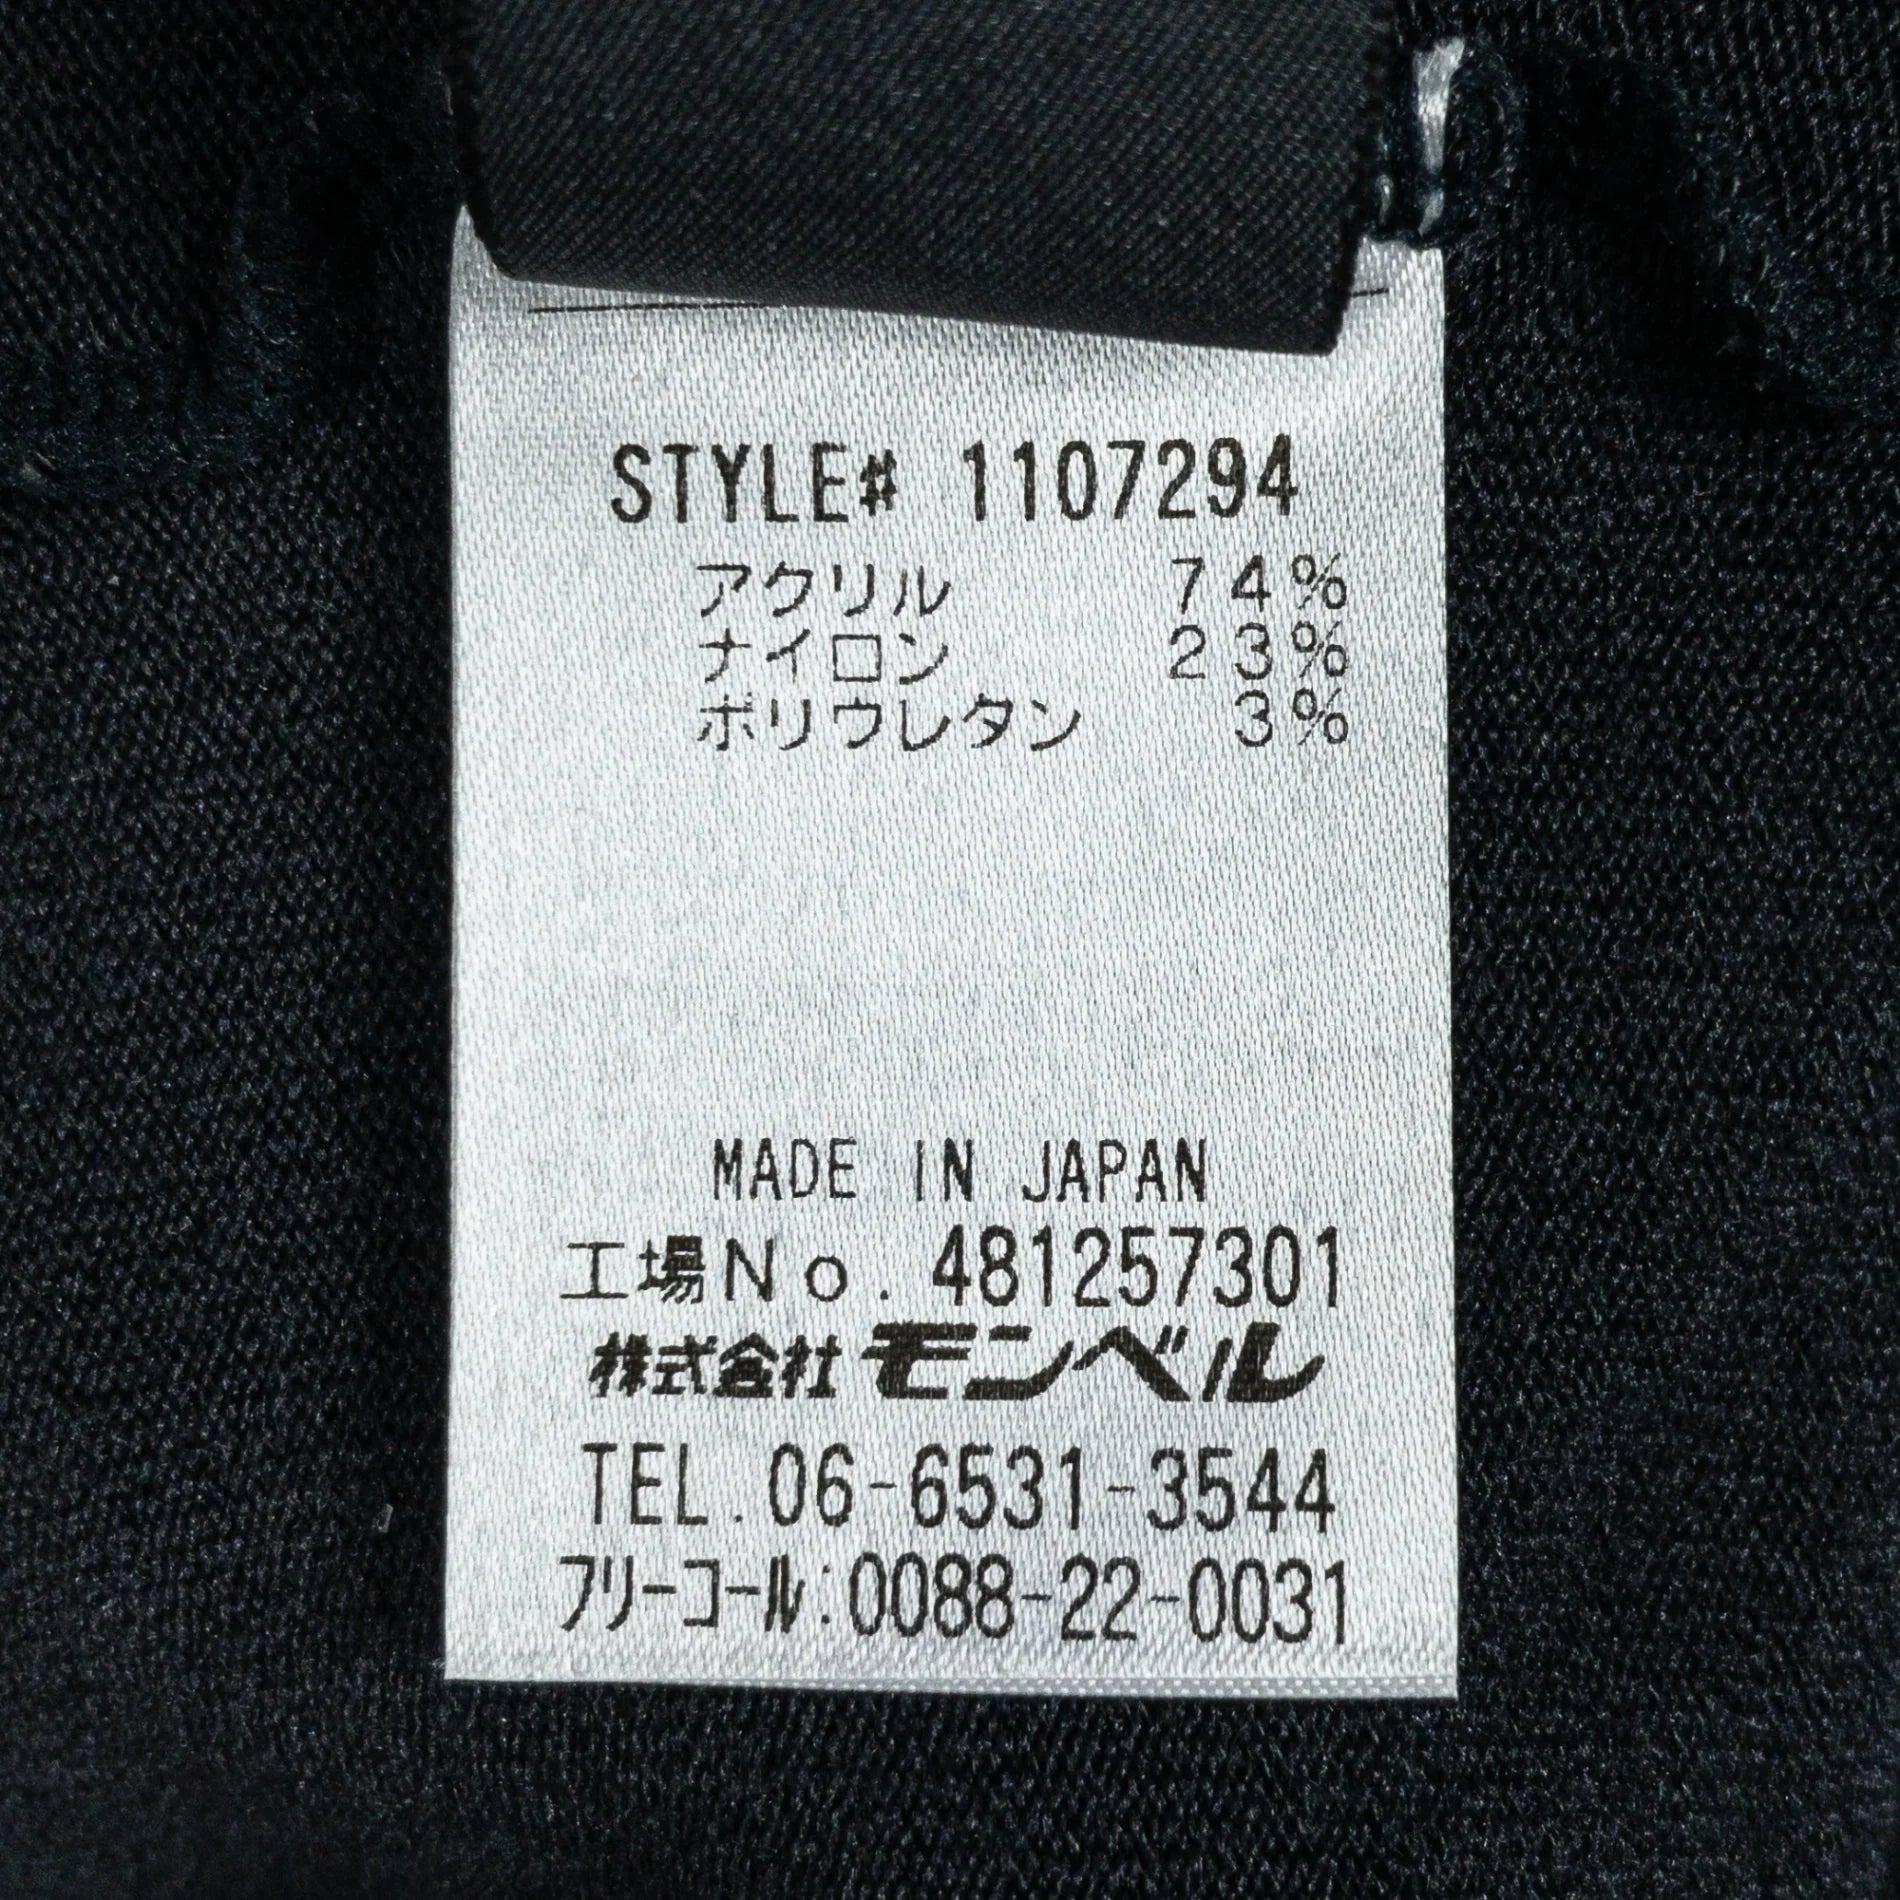 STYLE# 1107294
アクリル 74%
ナイロン 23%
ポリウレタン 3%
MADE IN JAPAN
工場No. 481257301
株式会社モンベル
TEL. 06-6531-3544
フリーコール:0088-22-0031